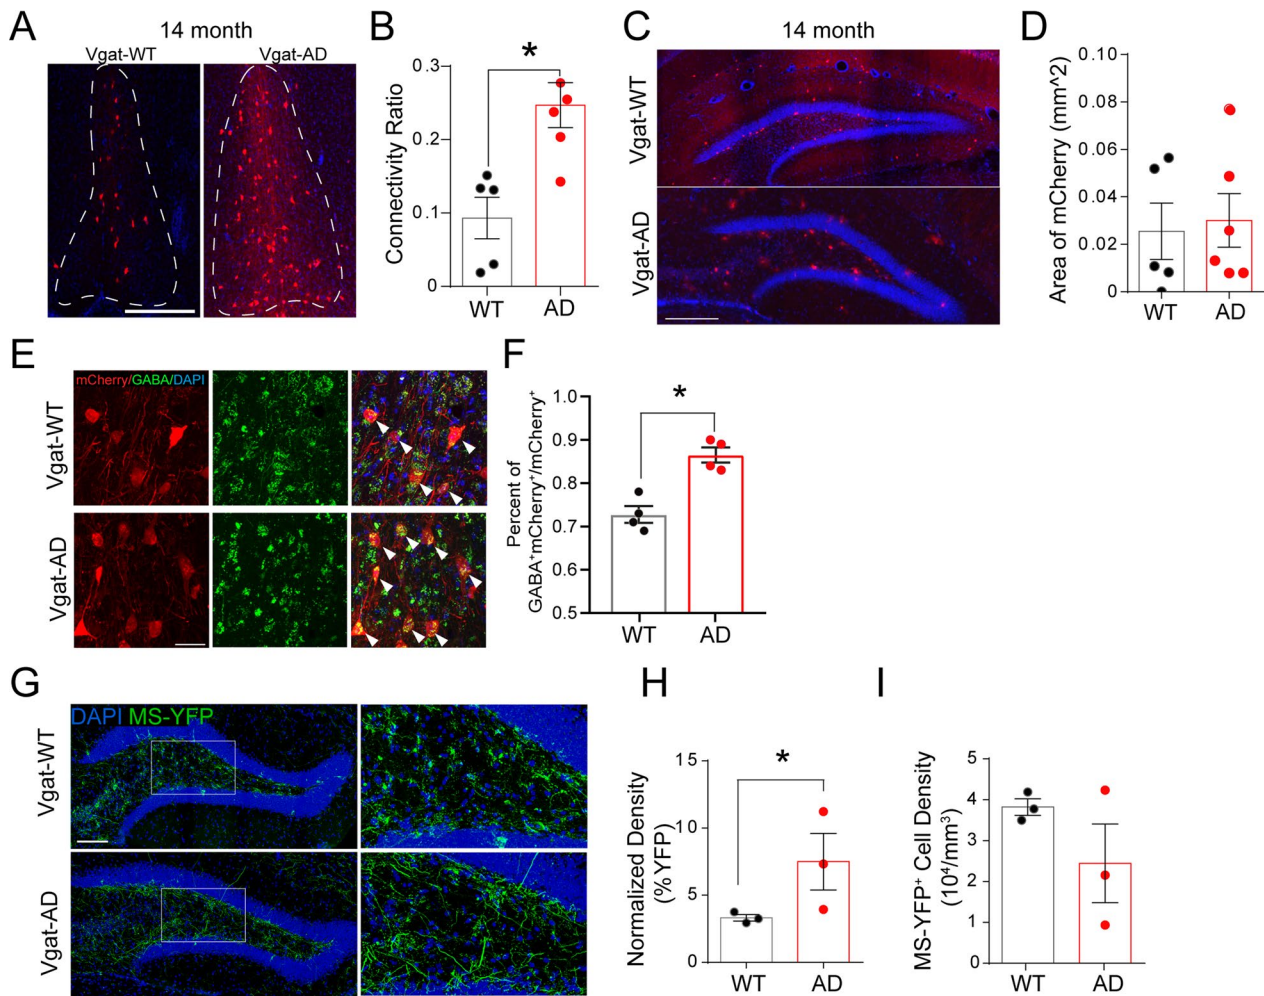 A
14 month
Vgat-WT
Vgat-AD
B
*
Connectivity Ratio
0.3
0.2
0.1
0
WT
AD
C
14 month
Vgat-WT
Vgat-AD
D
Area of mCherry (mm^2)
0.10
0.08
0.06
0.04
0.02
0
WT
AD
E
mCherry/GABA/DAPI
Vgat-WT
Vgat-AD
F
*
Percent of
GABA⁺mCherry⁺/mCherry⁺
1.0
0.9
0.8
0.7
0.6
0.5
WT
AD
G
DAPI MS-YFP
Vgat-WT
Vgat-AD
H
*
Normalized Density
(%YFP)
15
10
5
0
WT
AD
I
MS-YFP⁺ Cell Density
(10⁴/mm³)
5
4
3
2
1
0
WT
AD